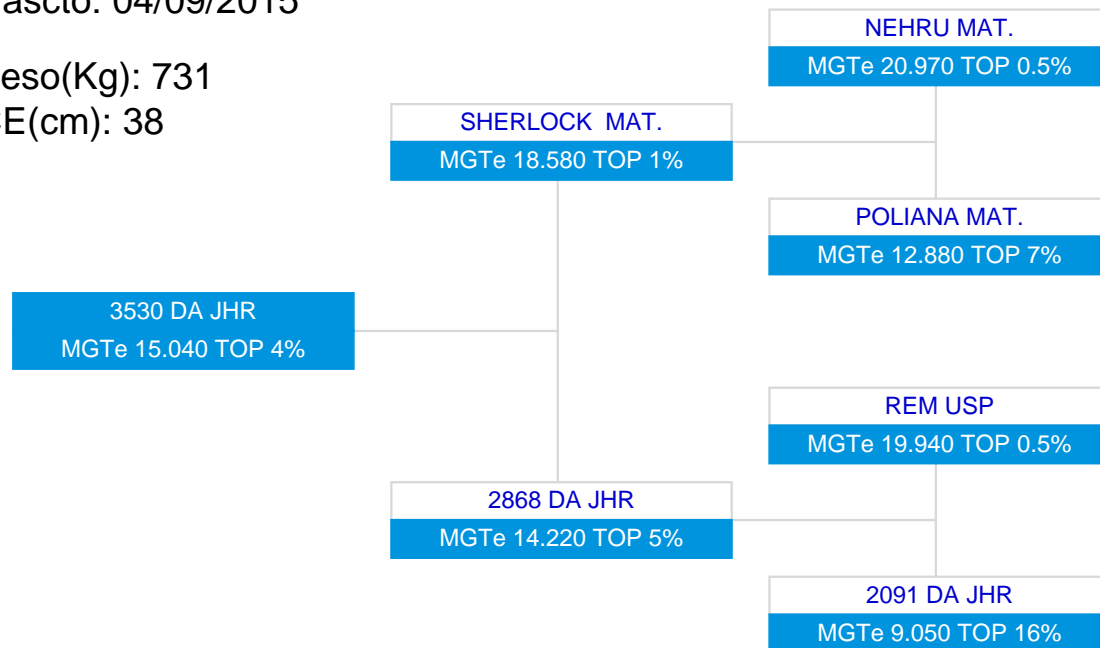 ascto: 04/09/2015
eso(Kg): 731
E(cm): 38
NEHRU MAT.
MGTe 20.970 TOP 0.5%
SHERLOCK MAT.
MGTe 18.580 TOP 1%
POLIANA MAT.
MGTe 12.880 TOP 7%
3530 DA JHR
MGTe 15.040 TOP 4%
REM USP
MGTe 19.940 TOP 0.5%
2868 DA JHR
MGTe 14.220 TOP 5%
2091 DA JHR
MGTe 9.050 TOP 16%